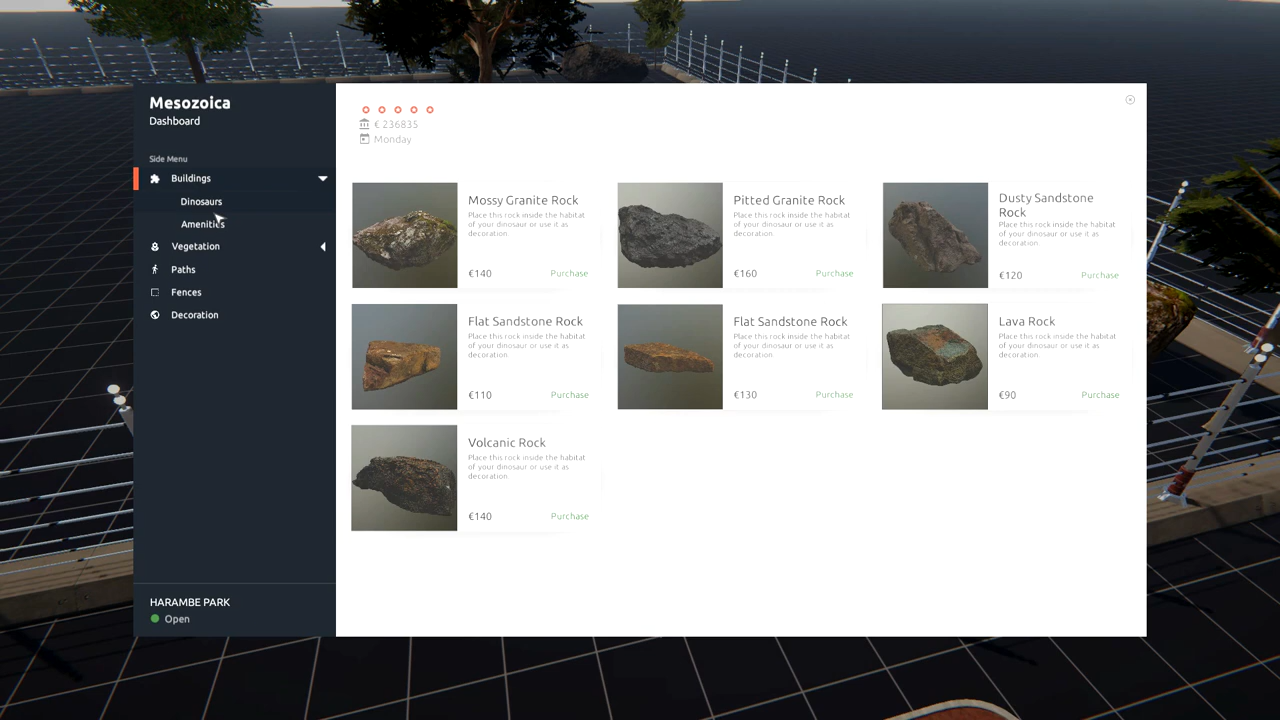 Mesozoica
Dashboard
Side Menu
Buildings
Dinosaurs
Amenities
Vegetation
Paths
Fences
Decoration
HARAMBE PARK
Open
€ 236835
Monday
Mossy Granite Rock
Place this rock inside the habitat
of your dinosaur or use it as
decoration.
€140
Purchase
Pitted Granite Rock
Place this rock inside the habitat
of your dinosaur or use it as
decoration.
€160
Purchase
Dusty Sandstone
Rock
Place this rock inside the habitat
of your dinosaur or use it as
decoration.
€120
Purchase
Flat Sandstone Rock
Place this rock inside the habitat
of your dinosaur or use it as
decoration.
€110
Purchase
Flat Sandstone Rock
Place this rock inside the habitat
of your dinosaur or use it as
decoration.
€130
Purchase
Lava Rock
Place this rock inside the habitat
of your dinosaur or use it as
decoration.
€90
Purchase
Volcanic Rock
Place this rock inside the habitat
of your dinosaur or use it as
decoration.
€140
Purchase